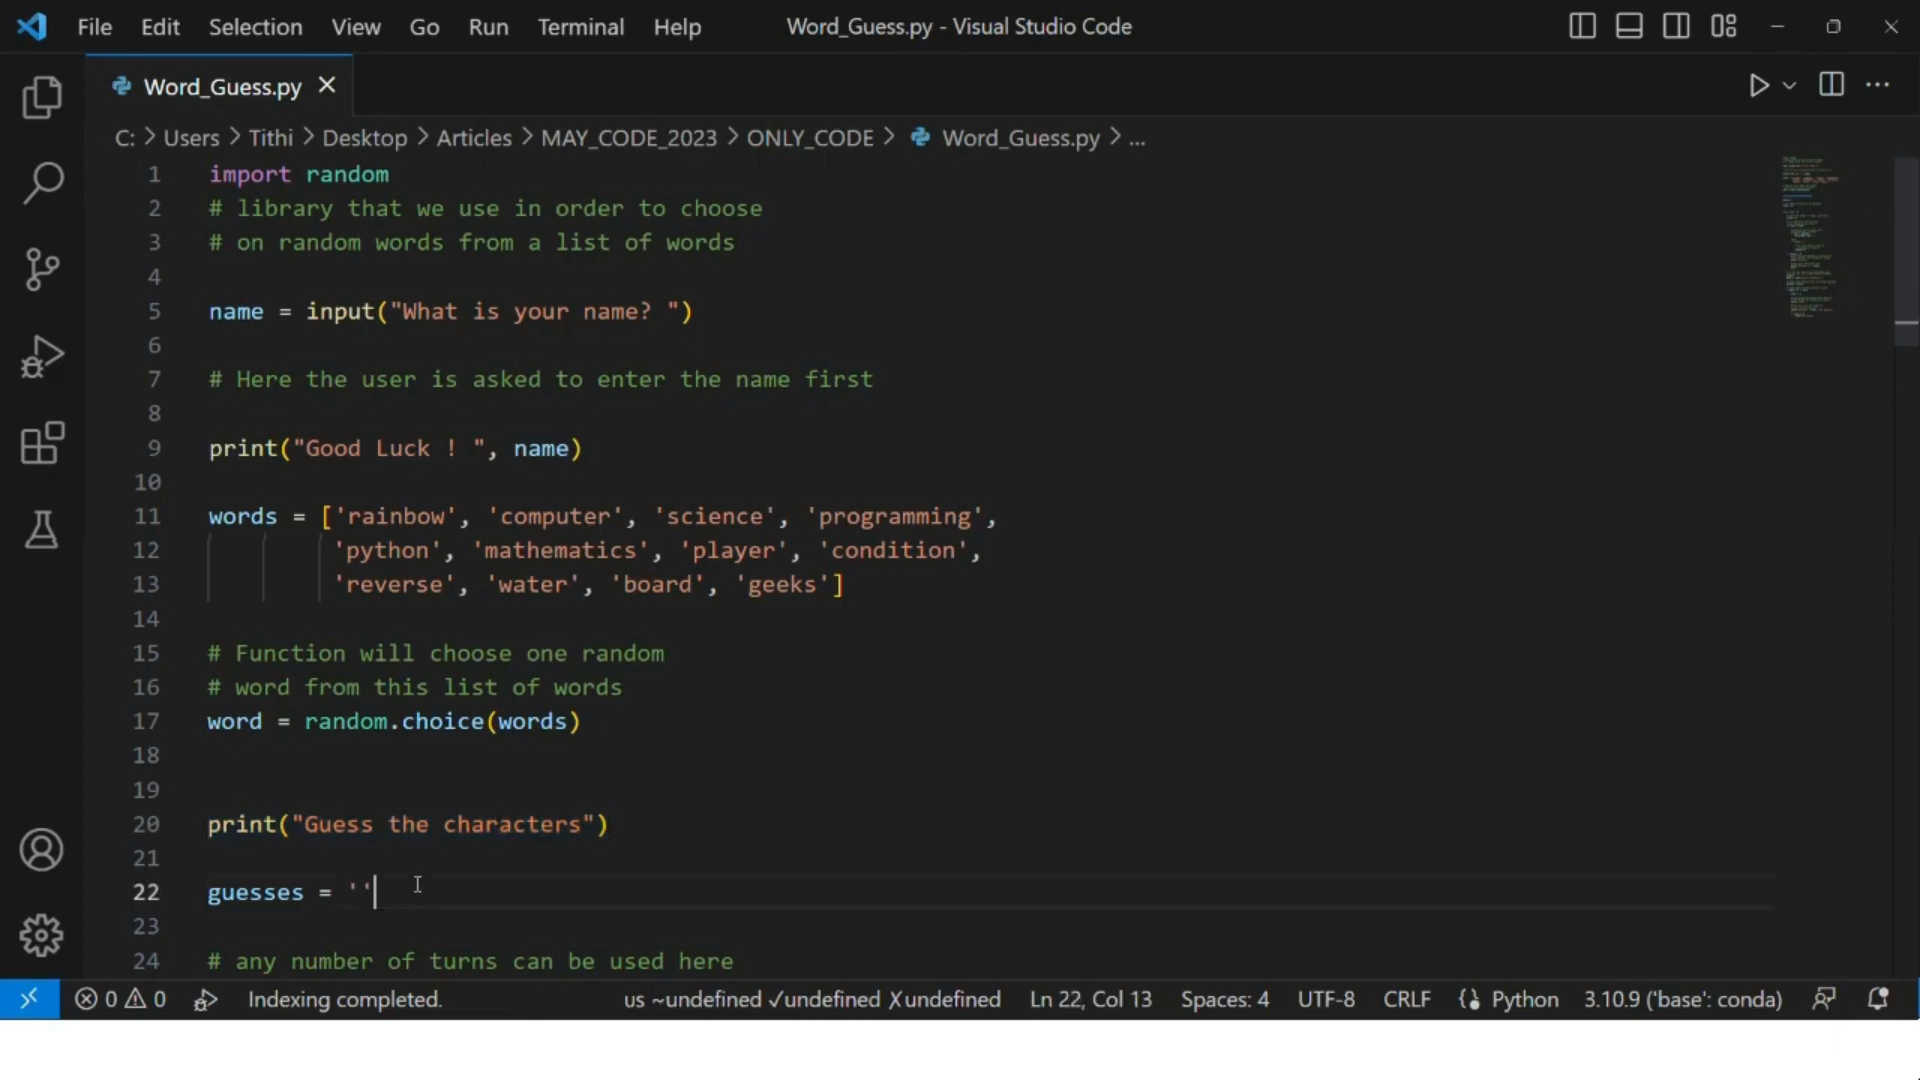 File Edit Selection View Go Run Terminal Help Word_Guess.py - Visual Studio Code
Word_Guess.py
C: > Users > Tithi > Desktop > Articles > MAY_CODE_2023 > ONLY_CODE > Word_Guess.py > ...
1 import random
2 # library that we use in order to choose
3 # on random words from a list of words
4
5 name = input("What is your name? ")
6
7 # Here the user is asked to enter the name first
8
9 print("Good Luck ! ", name)
10
11 words = ['rainbow', 'computer', 'science', 'programming',
12 'python', 'mathematics', 'player', 'condition',
13 'reverse', 'water', 'board', 'geeks']
14
15 # Function will choose one random
16 # word from this list of words
17 word = random.choice(words)
18
19
20 print("Guess the characters")
21
22 guesses = ''
23
24 # any number of turns can be used here
0 0 Indexing completed. us ~undefined ✓undefined ✗undefined Ln 22, Col 13 Spaces: 4 UTF-8 CRLF Python 3.10.9 ('base': conda)